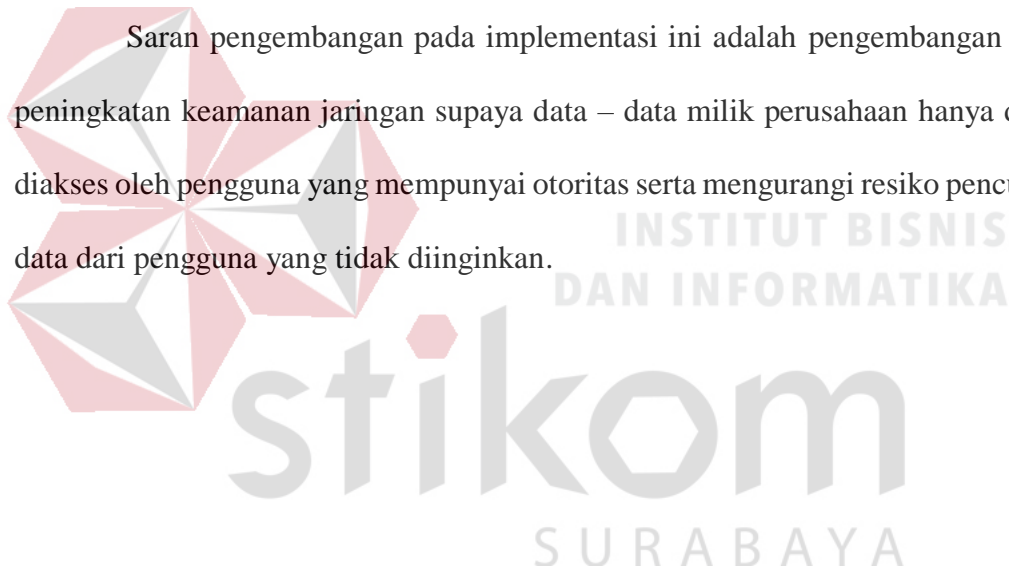 Saran pengembangan pada implementasi ini adalah pengembangan
peningkatan keamanan jaringan supaya data – data milik perusahaan hanya
diakses oleh pengguna yang mempunyai otoritas serta mengurangi resiko
data dari pengguna yang tidak diinginkan.
INSTITUT BISNIS
DAN INFORMATIKA
stikom
SURABAYA